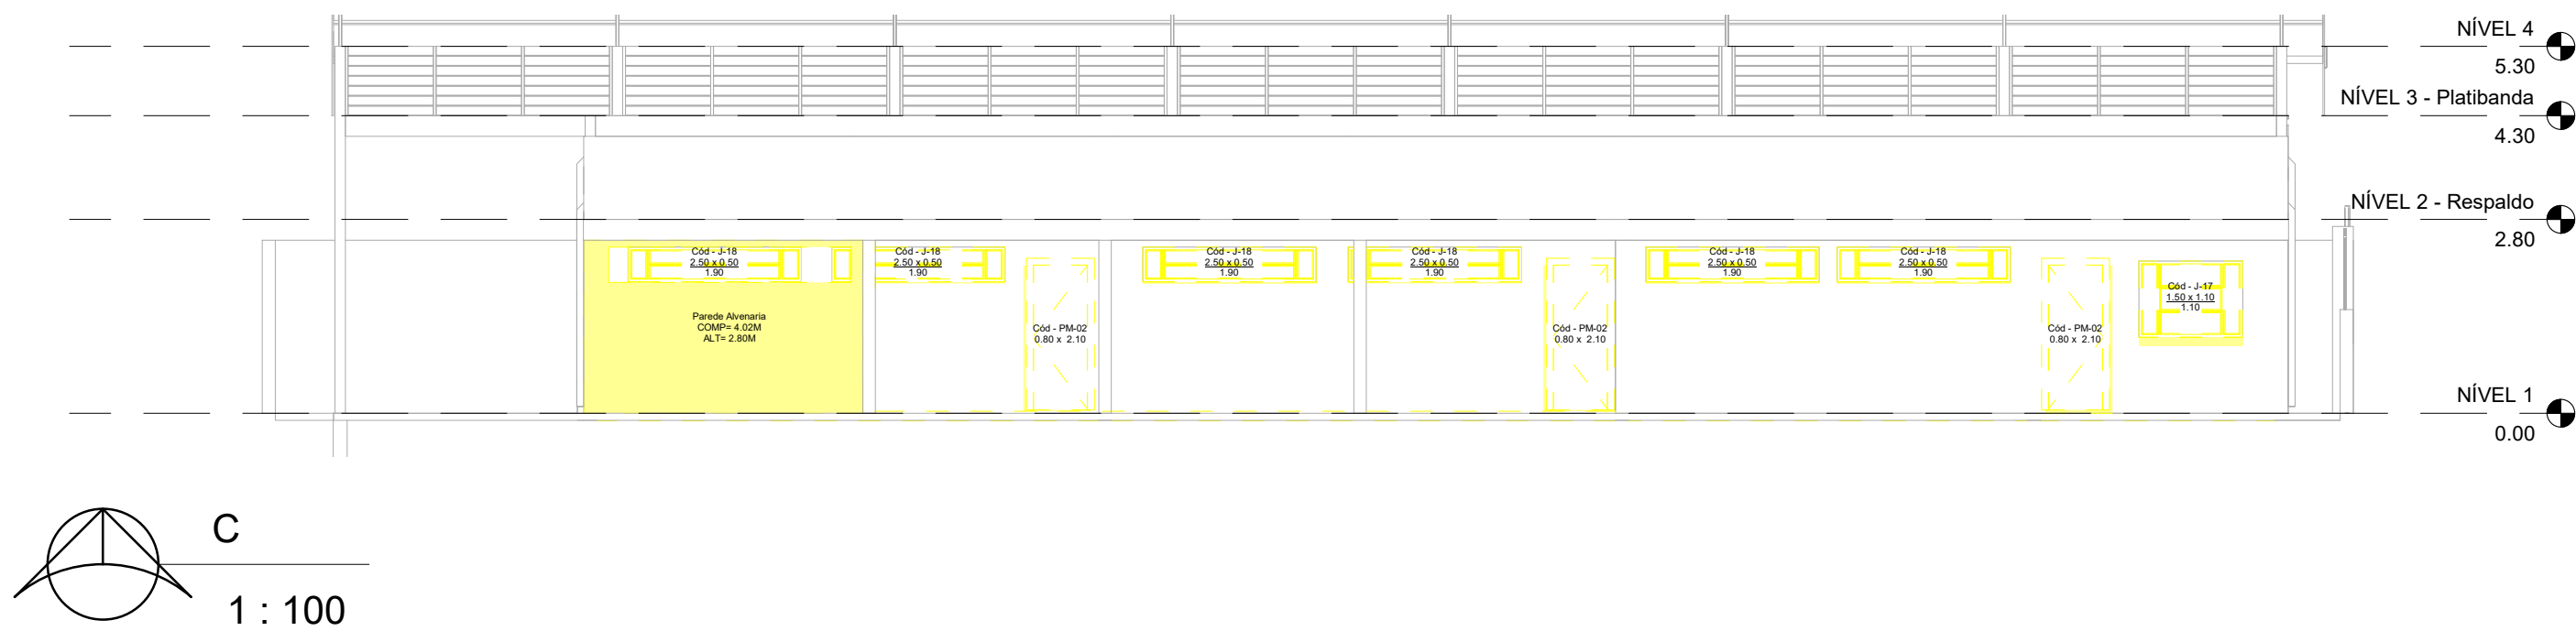 NÍVEL 4
5.30
NÍVEL 3 - Platibanda
4.30
NÍVEL 2 - Respaldo
2.80
Cód - J-18
2.50 x 0.50
1.90
Cód - J-18
2.50 x 0.50
1.90
Cód - J-18
2.50 x 0.50
1.90
Cód - J-18
2.50 x 0.50
1.90
Cód - J-18
2.50 x 0.50
1.90
Cód - J-18
2.50 x 0.50
1.90
Cód - J-17
1.50 x 1.10
1.10
Parede Alvenaria
COMP= 4.02M
ALT= 2.80M
Cód - PM-02
0.80 x 2.10
Cód - PM-02
0.80 x 2.10
Cód - PM-02
0.80 x 2.10
NÍVEL 1
0.00
C
1 : 100